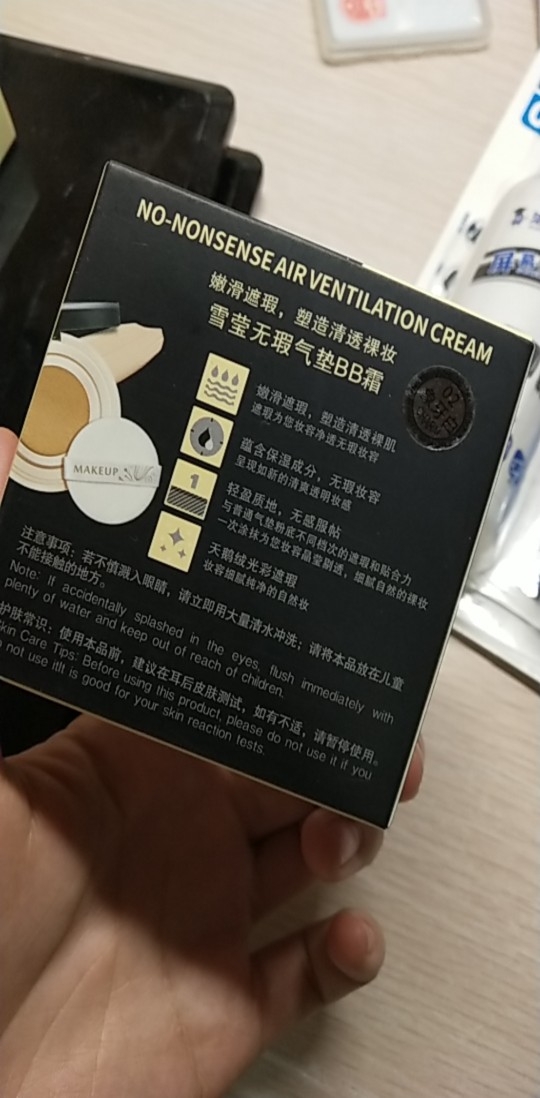 NO-NONSENSE AIR VENTILATION CREAM
嫩滑遮瑕，塑造清透裸妆
雪莹无瑕气垫BB霜
02
嫩滑遮瑕，塑造清透裸肌
遮瑕为您妆容净透无瑕妆容
蕴含保湿成分，无瑕妆容
呈现如新的清爽透明妆感
1
轻盈质地，无感服帖
与普通气垫粉底不同档次的遮瑕和贴合力
一次涂抹为您妆容晶莹剔透，细腻自然的裸妆
天鹅绒光彩遮瑕
妆容细腻纯净的自然妆
MAKEUP
注意事项：若不慎溅入眼睛，请立即用大量清水冲洗；请将本品放在儿童
不能接触的地方。
Note: If accidentally splashed in the eyes, flush immediately with
plenty of water and keep out of reach of children.
护肤常识：使用本品前，建议在耳后皮肤测试，如有不适，请暂停使用。
Skin Care Tips: Before using this product, please do not use it if you
not use itIt is good for your skin reaction tests.